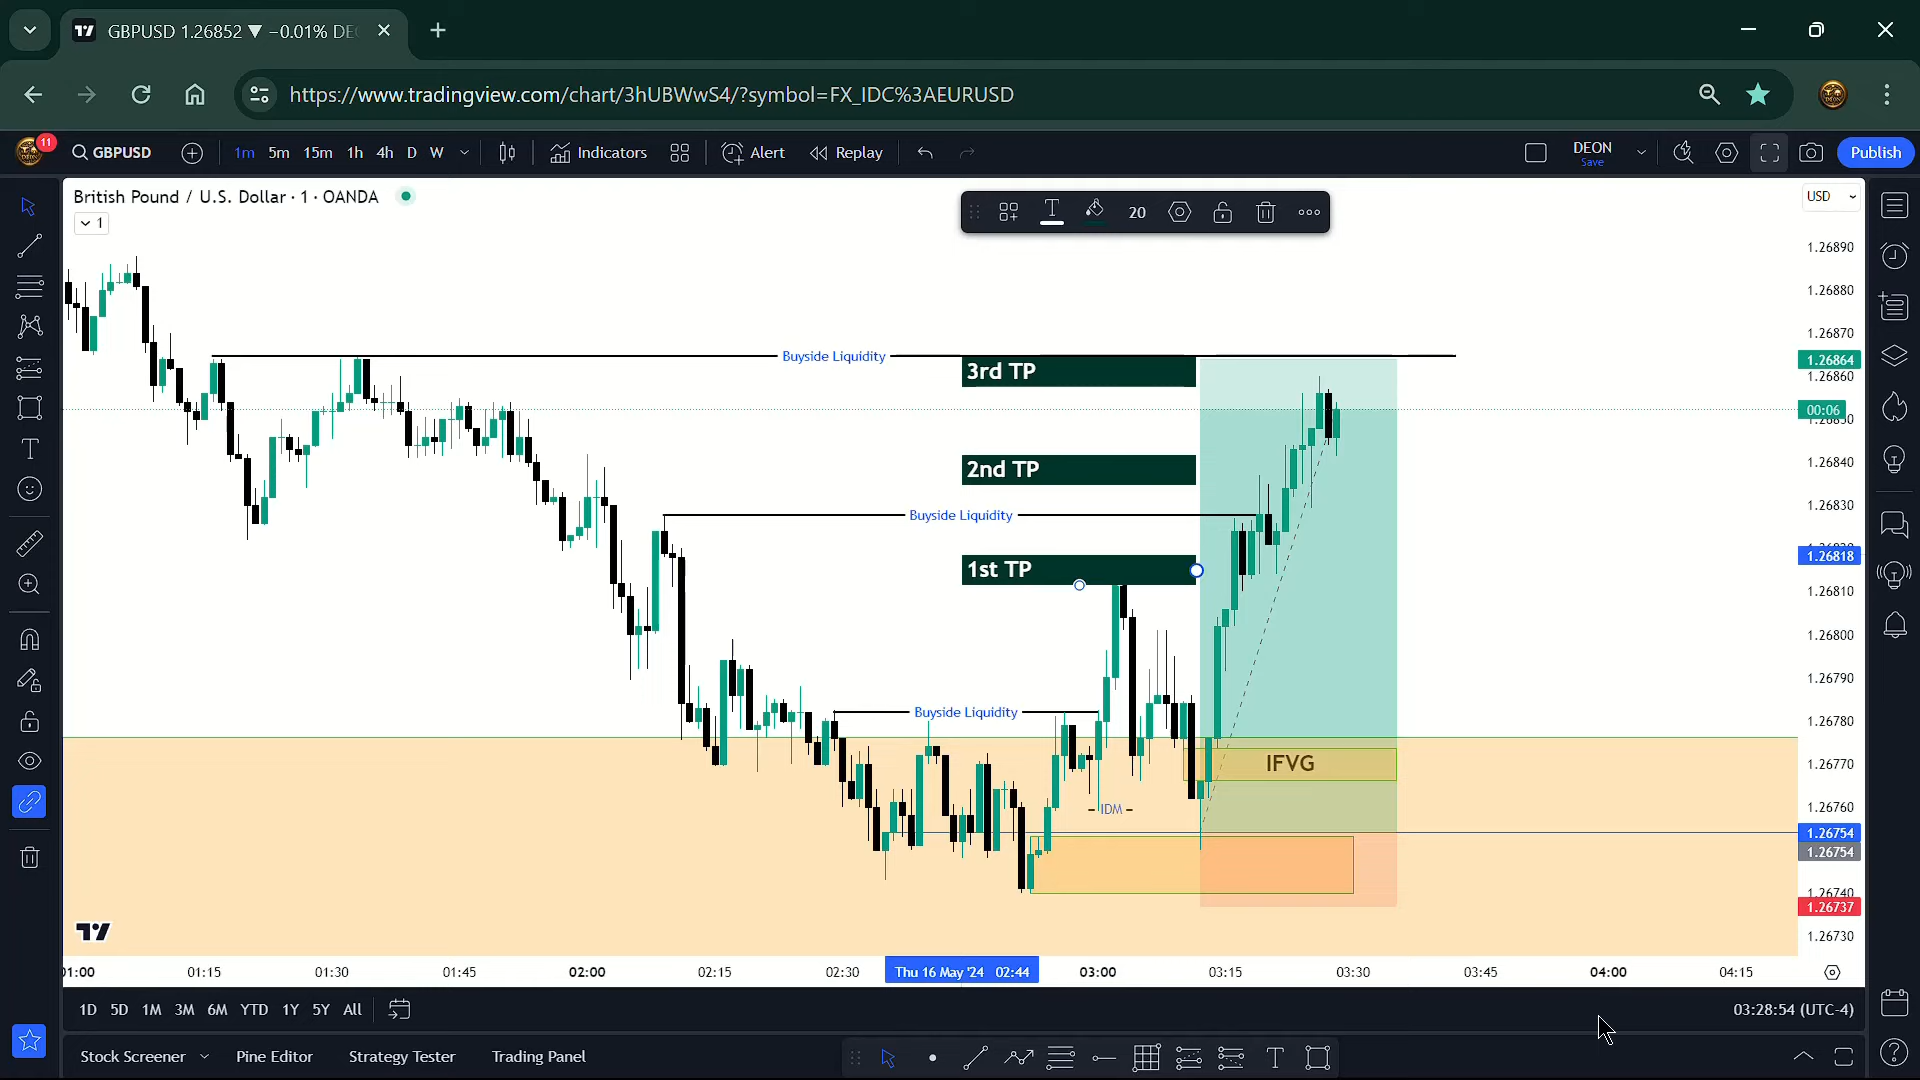 GBPUSD 1.26852 ▼ −0.01% DE
https://www.tradingview.com/chart/3hUBWwS4/?symbol=FX_IDC%3AEURUSD
11
GBPUSD
1m 5m 15m 1h 4h D W
Indicators
Alert
Replay
DEON
Save
Publish
British Pound / U.S. Dollar · 1 · OANDA
1
20
USD
1.26890
1.26880
1.26870
1.26864
1.26860
00:06
1.26850
1.26840
1.26830
1.26818
1.26810
1.26800
1.26790
1.26780
1.26770
1.26760
1.26754
1.26754
1.26740
1.26737
1.26730
Buyside Liquidity
3rd TP
2nd TP
Buyside Liquidity
1st TP
Buyside Liquidity
IFVG
IDM
01:00 01:15 01:30 01:45 02:00 02:15 02:30 Thu 16 May '24 02:44 03:00 03:15 03:30 03:45 04:00 04:15
1D 5D 1M 3M 6M YTD 1Y 5Y All
03:28:54 (UTC-4)
Stock Screener Pine Editor Strategy Tester Trading Panel